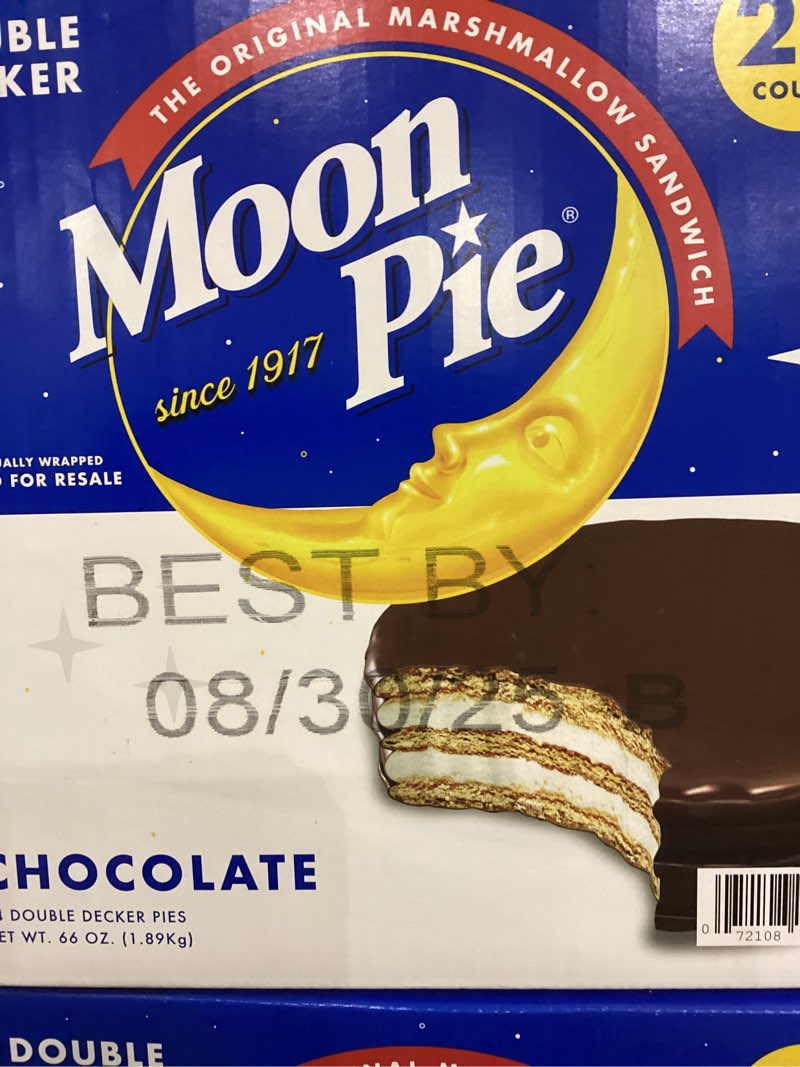 UBLE
KER
THE ORIGINAL MARSHMALLOW SANDWICH
2
COU
Moon
Pie®
since 1917
ALLY WRAPPED
FOR RESALE
BEST BY:
08/30/25 B
CHOCOLATE
DOUBLE DECKER PIES
ET WT. 66 OZ. (1.89Kg)
0 72108
DOUBLE